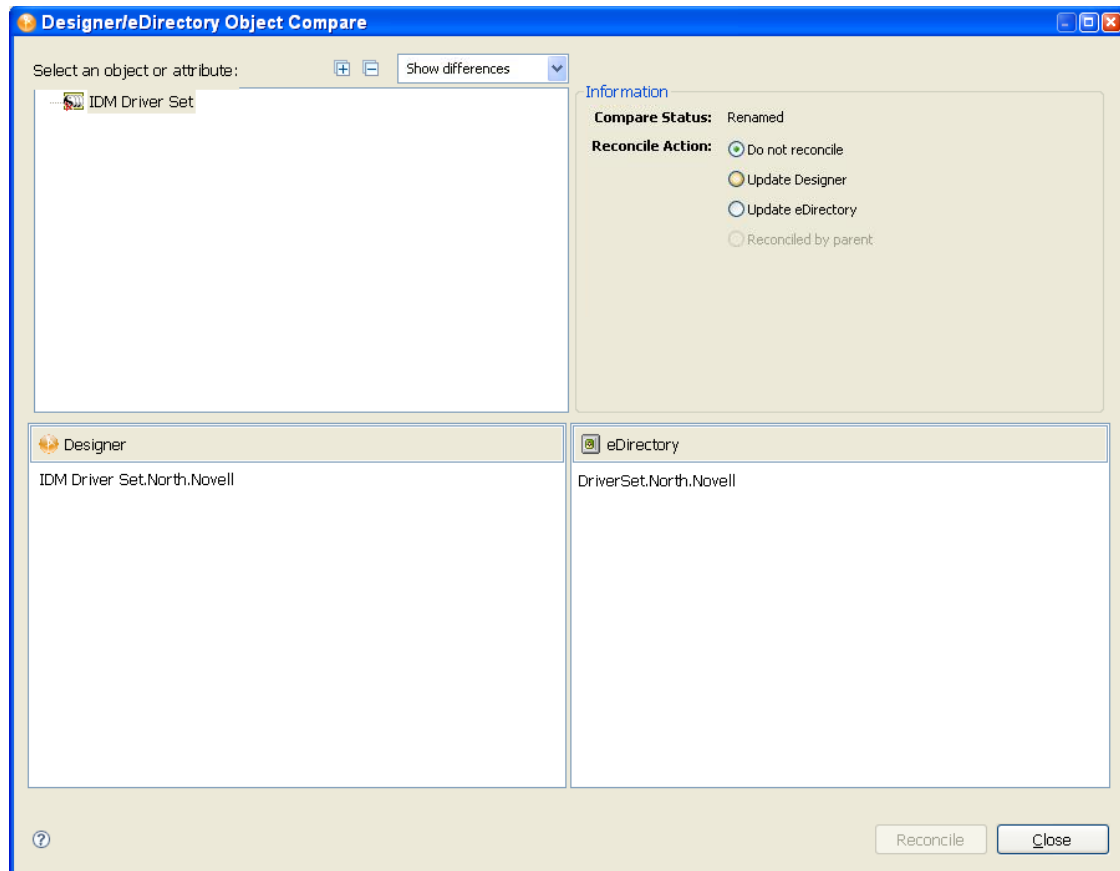 Designer/eDirectory Object Compare
Select an object or attribute:
Show differences
IDM Driver Set
Information
Compare Status: Renamed
Reconcile Action: Do not reconcile
Update Designer
Update eDirectory
Reconciled by parent
Designer
IDM Driver Set.North.Novell
eDirectory
DriverSet.North.Novell
?
Reconcile
Close